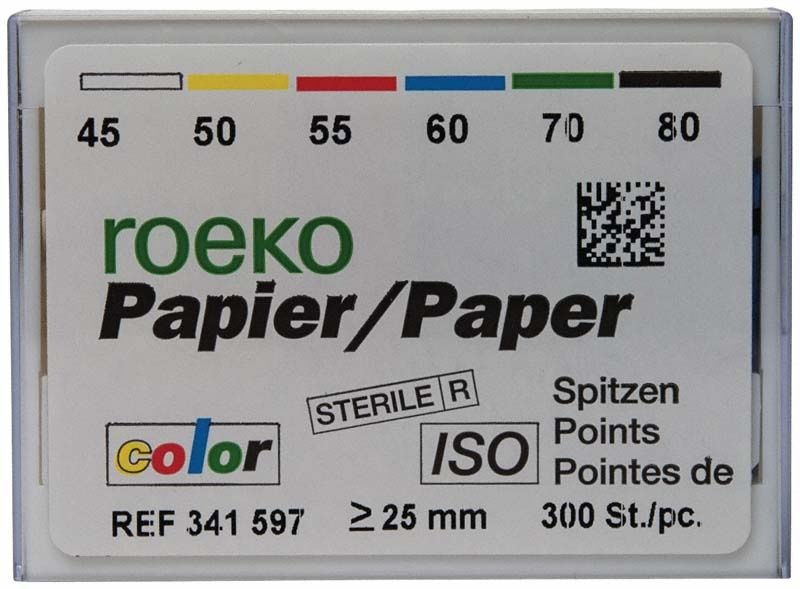 45 50 55 60 70 80
roeko
Papier/Paper
STERILE R
Spitzen
color
ISO
Points
Pointes de
REF 341 597 ≥ 25 mm 300 St./pc.